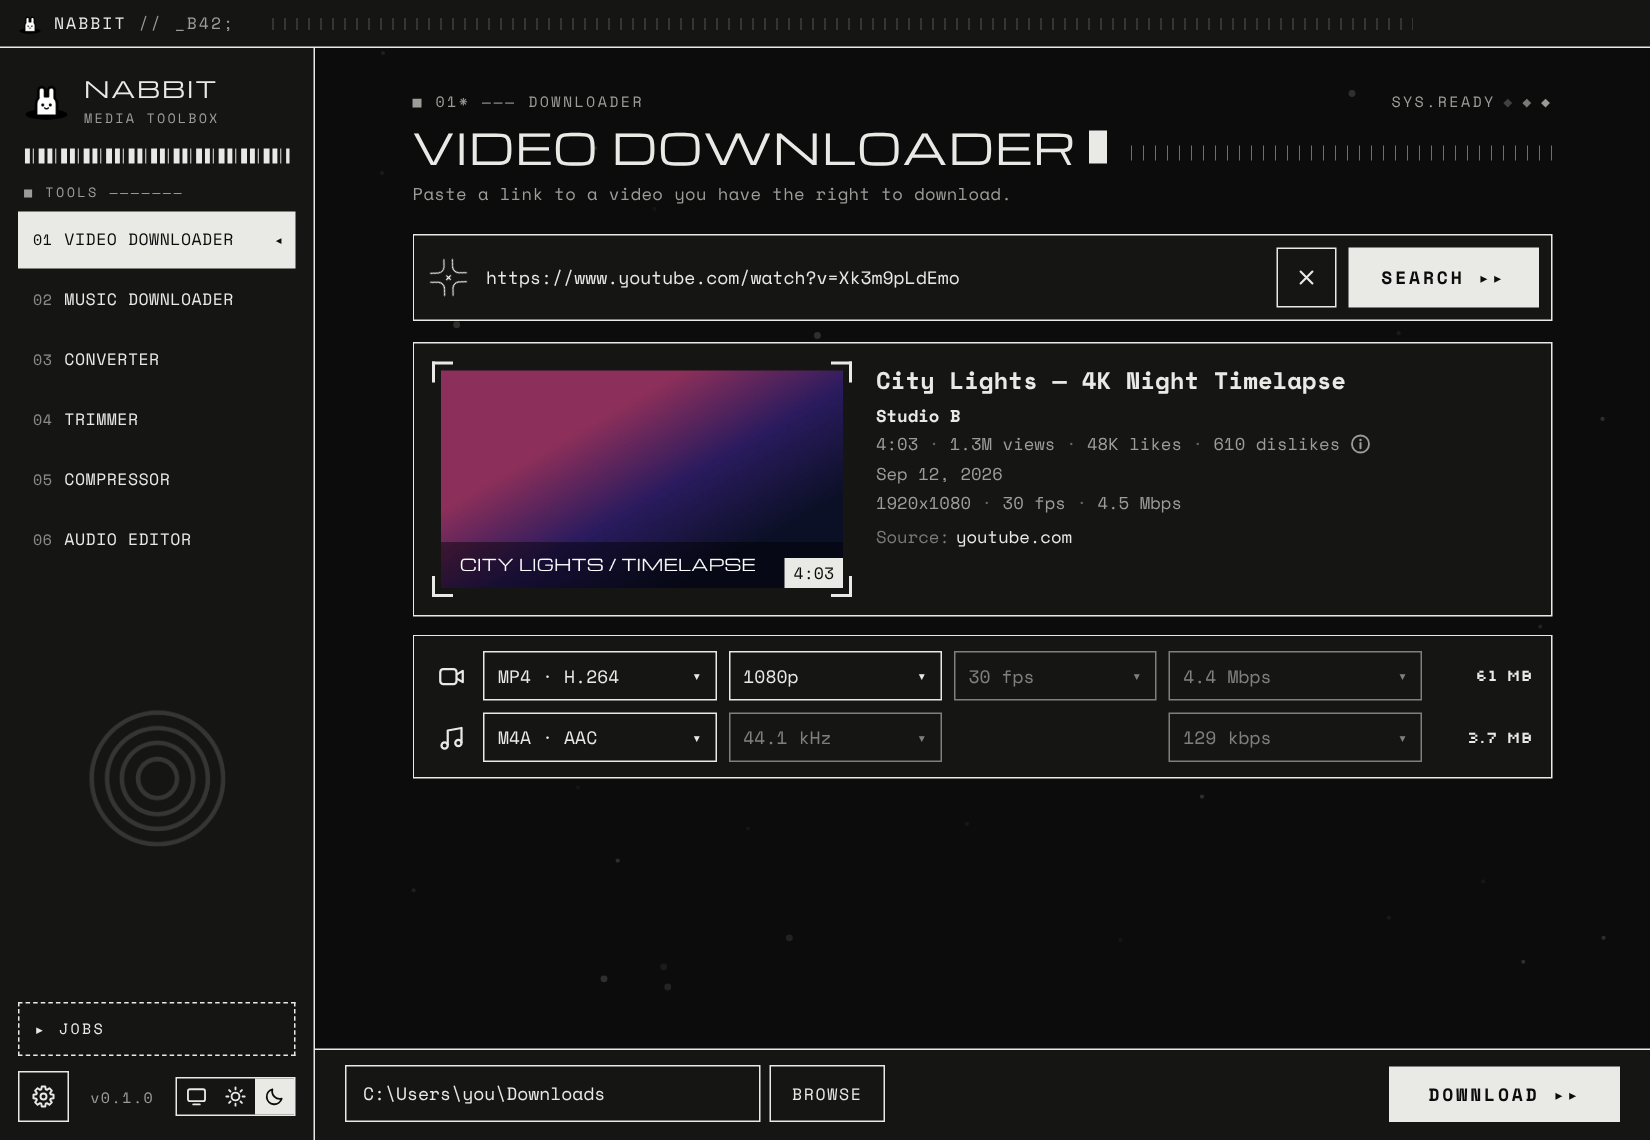 NABBIT // _B42;
NABBIT
MEDIA TOOLBOX
■ TOOLS ———————
01 VIDEO DOWNLOADER ◂
02 MUSIC DOWNLOADER
03 CONVERTER
04 TRIMMER
05 COMPRESSOR
06 AUDIO EDITOR
▸ JOBS
v0.1.0
■ 01* ——— DOWNLOADER
SYS.READY ◆ ◆ ◆
VIDEO DOWNLOADER
Paste a link to a video you have the right to download.
https://www.youtube.com/watch?v=Xk3m9pLdEmo
SEARCH ▸▸
CITY LIGHTS / TIMELAPSE
4:03
City Lights — 4K Night Timelapse
Studio B
4:03 · 1.3M views · 48K likes · 610 dislikes
Sep 12, 2026
1920x1080 · 30 fps · 4.5 Mbps
Source: youtube.com
MP4 · H.264 ▾ 1080p ▾ 30 fps ▾ 4.4 Mbps ▾ 61 MB
M4A · AAC ▾ 44.1 kHz ▾ 129 kbps ▾ 3.7 MB
C:\Users\you\Downloads
BROWSE
DOWNLOAD ▸▸